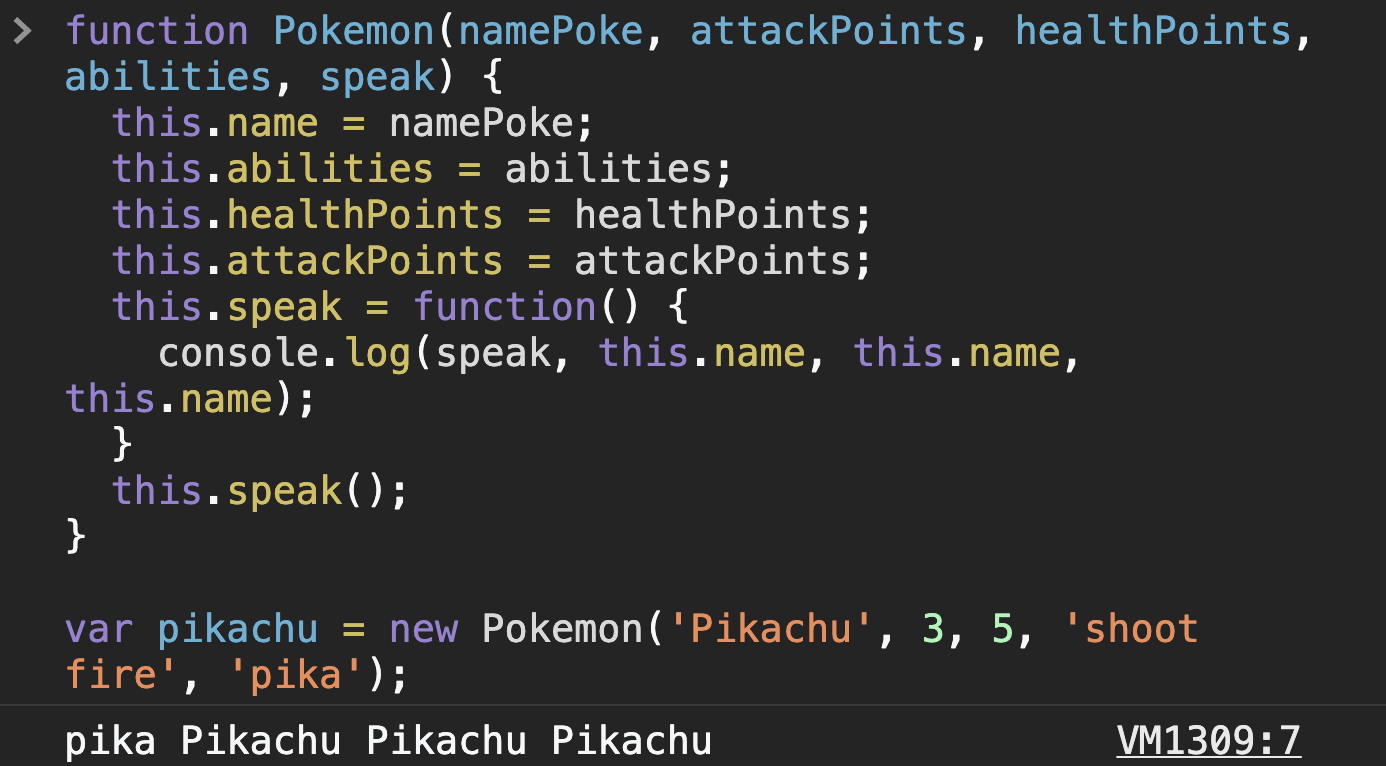 > function Pokemon(namePoke, attackPoints, healthPoints,
abilities, speak) {
  this.name = namePoke;
  this.abilities = abilities;
  this.healthPoints = healthPoints;
  this.attackPoints = attackPoints;
  this.speak = function() {
    console.log(speak, this.name, this.name,
this.name);
  }
  this.speak();
}

var pikachu = new Pokemon('Pikachu', 3, 5, 'shoot
fire', 'pika');
pika Pikachu Pikachu Pikachu VM1309:7